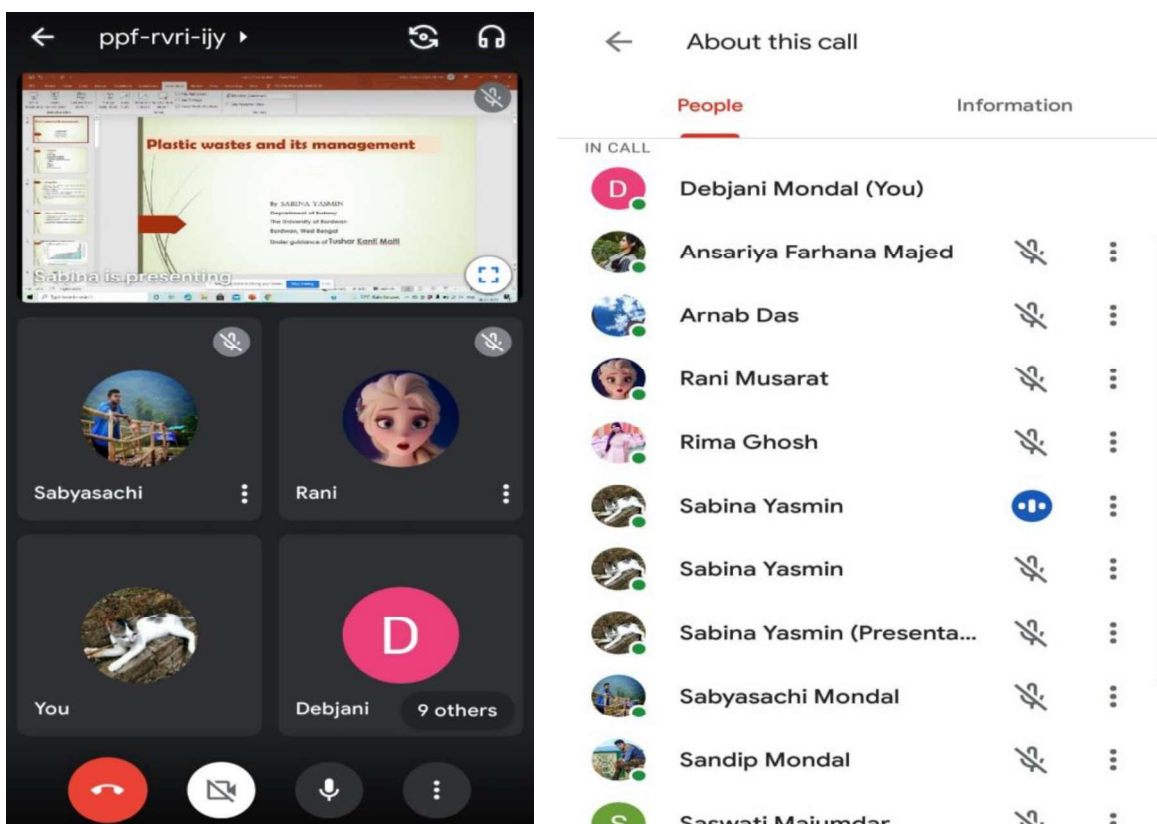 ppf-rvri-ijy
Plastic wastes and its management
By SABINA YASMIN
Department of Botany
The University of Burdwan
Burdwan, West Bengal
Under guidance of Tushar Kanti Maiti
Sabina is presenting
Sabyasachi
Rani
You
D
Debjani
9 others
About this call
People
Information
IN CALL
D
Debjani Mondal (You)
Ansariya Farhana Majed
Arnab Das
Rani Musarat
Rima Ghosh
Sabina Yasmin
Sabina Yasmin
Sabina Yasmin (Presenta...
Sabyasachi Mondal
Sandip Mondal
S
Saswati Majumdar